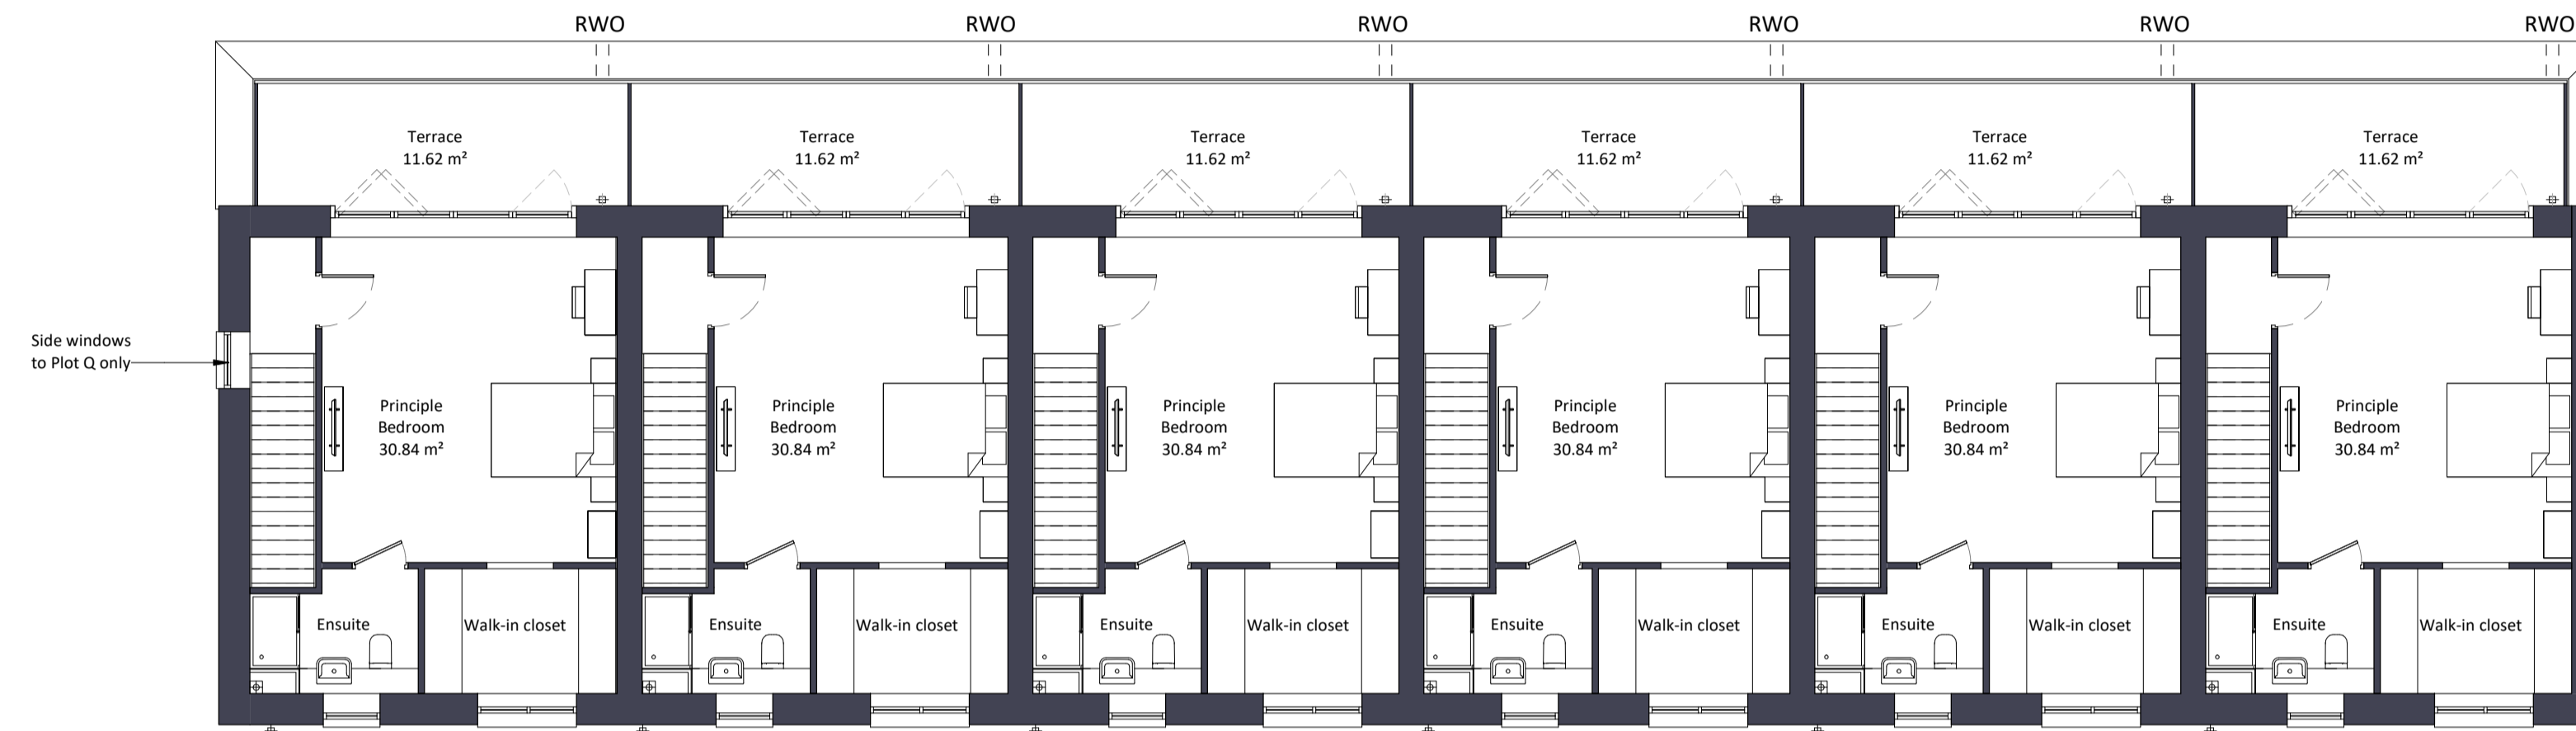 RWO
RWO
RWO
RWO
RWO
RWO
Terrace
11.62 m²
Terrace
11.62 m²
Terrace
11.62 m²
Terrace
11.62 m²
Terrace
11.62 m²
Terrace
11.62 m²
Side windows
to Plot Q only
Principle
Bedroom
30.84 m²
Principle
Bedroom
30.84 m²
Principle
Bedroom
30.84 m²
Principle
Bedroom
30.84 m²
Principle
Bedroom
30.84 m²
Principle
Bedroom
30.84 m²
Ensuite
Walk-in closet
Ensuite
Walk-in closet
Ensuite
Walk-in closet
Ensuite
Walk-in closet
Ensuite
Walk-in closet
Ensuite
Walk-in closet